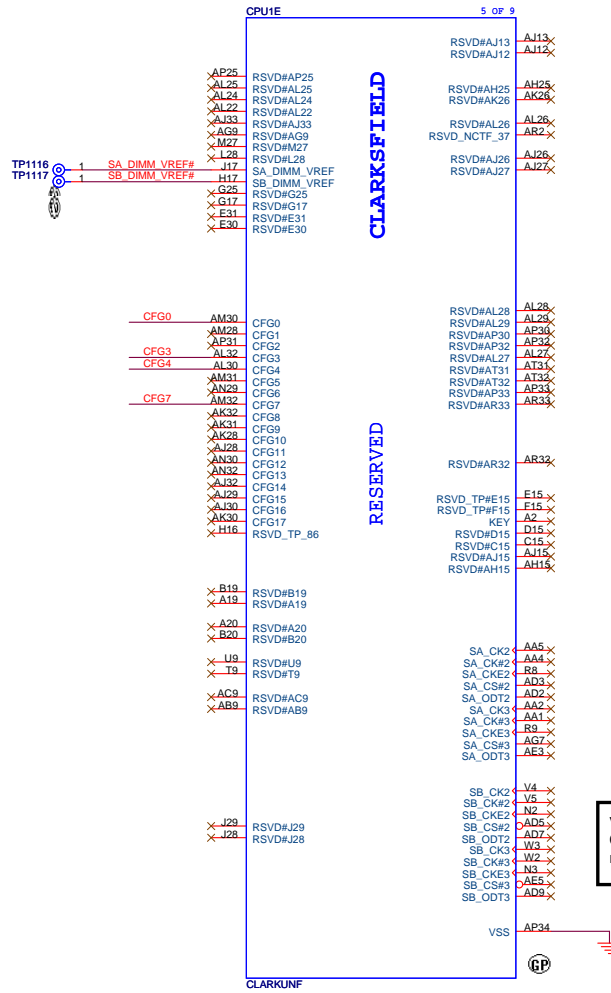 CPU1E 5 OF 9
CLARKSFIELD
RESERVED
AP25 RSVD#AP25
AL25 RSVD#AL25
AL24 RSVD#AL24
AL22 RSVD#AL22
AJ33 RSVD#AJ33
AG9 RSVD#AG9
M27 RSVD#M27
L28 RSVD#L28
TP1116 1 SA_DIMM_VREF# J17 SA_DIMM_VREF
TP1117 1 SB_DIMM_VREF# H17 SB_DIMM_VREF
G25 RSVD#G25
G17 RSVD#G17
E31 RSVD#E31
E30 RSVD#E30
CFG0 AM30 CFG0
AM28 CFG1
AP31 CFG2
CFG3 AL32 CFG3
CFG4 AL30 CFG4
AM31 CFG5
AN29 CFG6
CFG7 AM32 CFG7
AK32 CFG8
AK31 CFG9
AK28 CFG10
AJ28 CFG11
AN30 CFG12
AN32 CFG13
AJ32 CFG14
AJ29 CFG15
AJ30 CFG16
AK30 CFG17
H16 RSVD_TP_86
B19 RSVD#B19
A19 RSVD#A19
A20 RSVD#A20
B20 RSVD#B20
U9 RSVD#U9
T9 RSVD#T9
AC9 RSVD#AC9
AB9 RSVD#AB9
J29 RSVD#J29
J28 RSVD#J28
RSVD#AJ13 AJ13
RSVD#AJ12 AJ12
RSVD#AH25 AH25
RSVD#AK26 AK26
RSVD#AL26 AL26
RSVD_NCTF_37 AR2
RSVD#AJ26 AJ26
RSVD#AJ27 AJ27
RSVD#AL28 AL28
RSVD#AL29 AL29
RSVD#AP30 AP30
RSVD#AP32 AP32
RSVD#AL27 AL27
RSVD#AT31 AT31
RSVD#AT32 AT32
RSVD#AP33 AP33
RSVD#AR33 AR33
RSVD#AR32 AR32
RSVD_TP#E15 E15
RSVD_TP#F15 F15
KEY A2
RSVD#D15 D15
RSVD#C15 C15
RSVD#AJ15 AJ15
RSVD#AH15 AH15
SA_CK2 AA5
SA_CK#2 AA4
SA_CKE2 R8
SA_CS#2 AD3
SA_ODT2 AD2
SA_CK3 AA2
SA_CK#3 AA1
SA_CKE3 R9
SA_CS#3 AG7
SA_ODT3 AE3
SB_CK2 V4
SB_CK#2 V5
SB_CKE2 N2
SB_CS#2 AD5
SB_ODT2 AD7
SB_CK3 W3
SB_CK#3 W2
SB_CKE3 N3
SB_CS#3 AE5
SB_ODT3 AD9
VSS AP34
GP
CLARKUNF